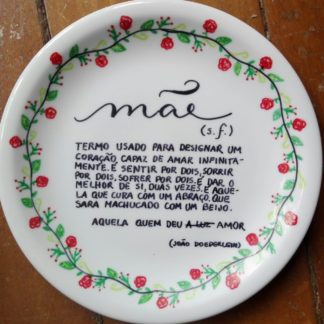 mãe
(s.f.)
TERMO USADO PARA DESIGNAR UM
CORAÇÃO CAPAZ DE AMAR INFINITA-
MENTE. É SENTIR POR DOIS, SORRIR
POR DOIS, SOFRER POR DOIS. É DAR O
MELHOR DE SI, DUAS VEZES. É AQUE-
LA QUE CURA COM UM ABRAÇO, QUE
SARA MACHUCADO COM UM BEIJO.
AQUELA QUEM DEU A LUZ AMOR
(JOÃO DOEDERLEIN)